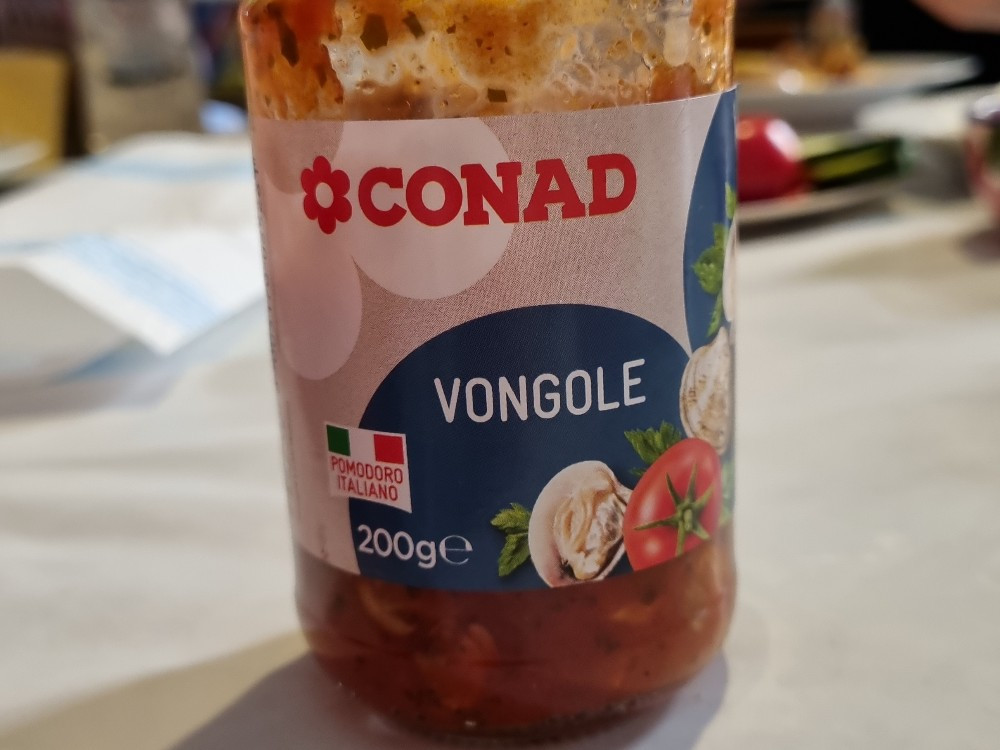 CONAD
VONGOLE
POMODORO
ITALIANO
200g℮